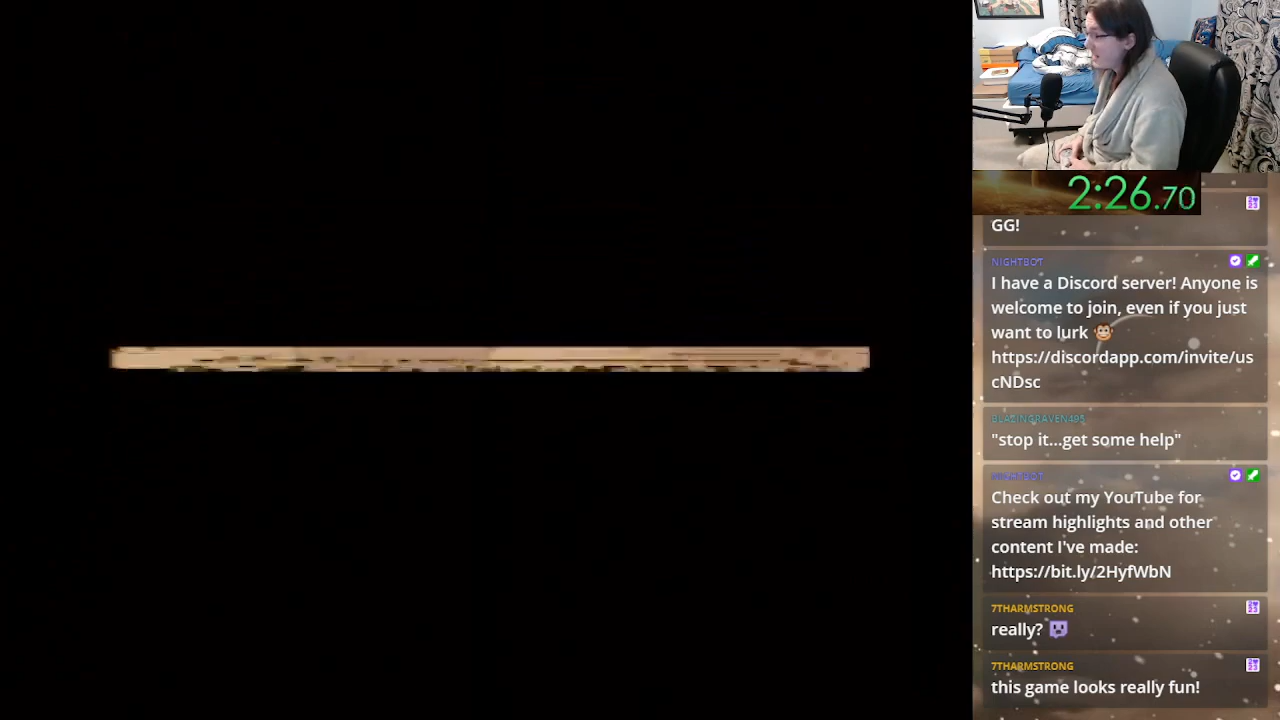 2:26.70
GG!
NIGHTBOT
I have a Discord server! Anyone is
welcome to join, even if you just
want to lurk
https://discordapp.com/invite/us
cNDsc
BLAZINGRAVEN495
"stop it...get some help"
NIGHTBOT
Check out my YouTube for
stream highlights and other
content I've made:
https://bit.ly/2HyfWbN
7THARMSTRONG
really?
7THARMSTRONG
this game looks really fun!